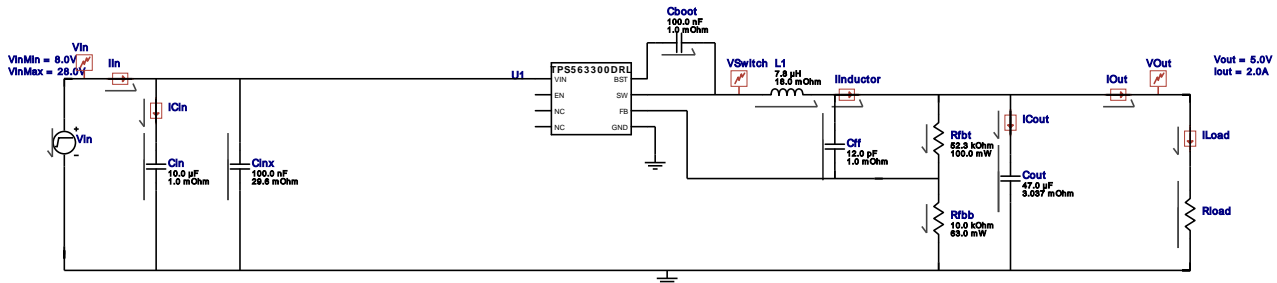 Vin
VinMin = 8.0V
VinMax = 28.0V
Iin
ICin
Vin
+
-
Cin
10.0 µF
1.0 mOhm
Cinx
100.0 nF
29.6 mOhm
U1
TPS563300DRL
VIN
EN
NC
NC
BST
SW
FB
GND
Cboot
100.0 nF
1.0 mOhm
VSwitch
L1
7.8 µH
16.0 mOhm
IInductor
Cff
12.0 pF
1.0 mOhm
Rfbt
52.3 kOhm
100.0 mW
Rfbb
10.0 kOhm
63.0 mW
ICout
Cout
47.0 µF
3.037 mOhm
IOut
VOut
Vout = 5.0V
Iout = 2.0A
ILoad
Rload